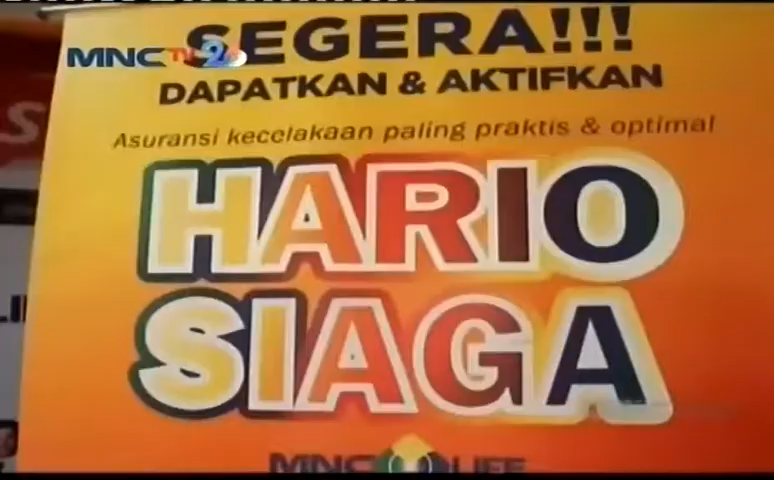 SEGERA!!!
MNCTV
DAPATKAN & AKTIFKAN
Asuransi kecelakaan paling praktis & optimal
HARIO
SIAGA
MNC LIFE